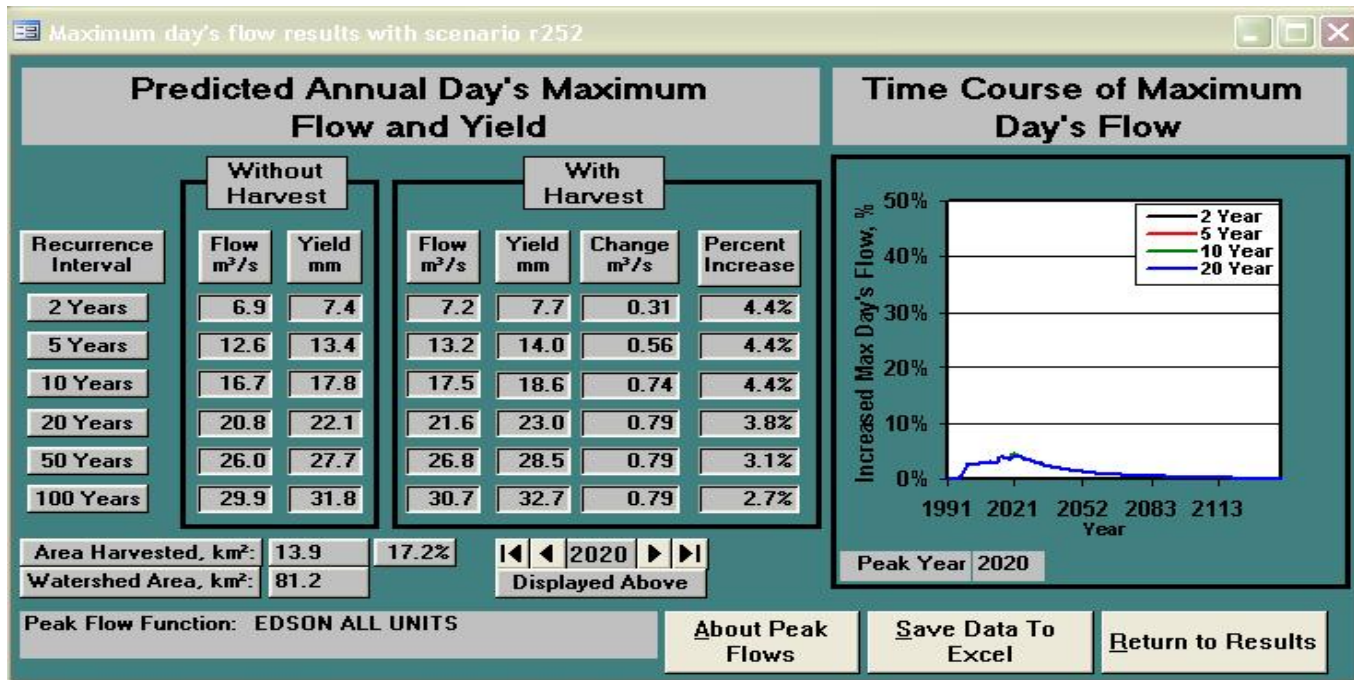 Maximum day's flow results with scenario r252
Predicted Annual Day's Maximum
Flow and Yield
Without
Harvest
With
Harvest
Recurrence
Interval
Flow
m³/s
Yield
mm
Flow
m³/s
Yield
mm
Change
m³/s
Percent
Increase
2 Years 6.9 7.4 7.2 7.7 0.31 4.4%
5 Years 12.6 13.4 13.2 14.0 0.56 4.4%
10 Years 16.7 17.8 17.5 18.6 0.74 4.4%
20 Years 20.8 22.1 21.6 23.0 0.79 3.8%
50 Years 26.0 27.7 26.8 28.5 0.79 3.1%
100 Years 29.9 31.8 30.7 32.7 0.79 2.7%
Area Harvested, km²: 13.9 17.2%
Watershed Area, km²: 81.2
2020
Displayed Above
Peak Flow Function: EDSON ALL UNITS
Time Course of Maximum
Day's Flow
Increased Max Day's Flow, %
50%
40%
30%
20%
10%
0%
2 Year
5 Year
10 Year
20 Year
1991 2021 2052 2083 2113
Year
Peak Year 2020
About Peak
Flows
Save Data To
Excel
Return to Results